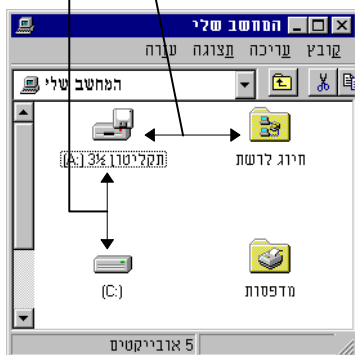 המחשב שלי
קובץ עריכה תצוגה עזרה
המחשב שלי
תקליטון 3½ (A:)
חיוג לרשת
(C:)
מדפסות
5 אובייקטים